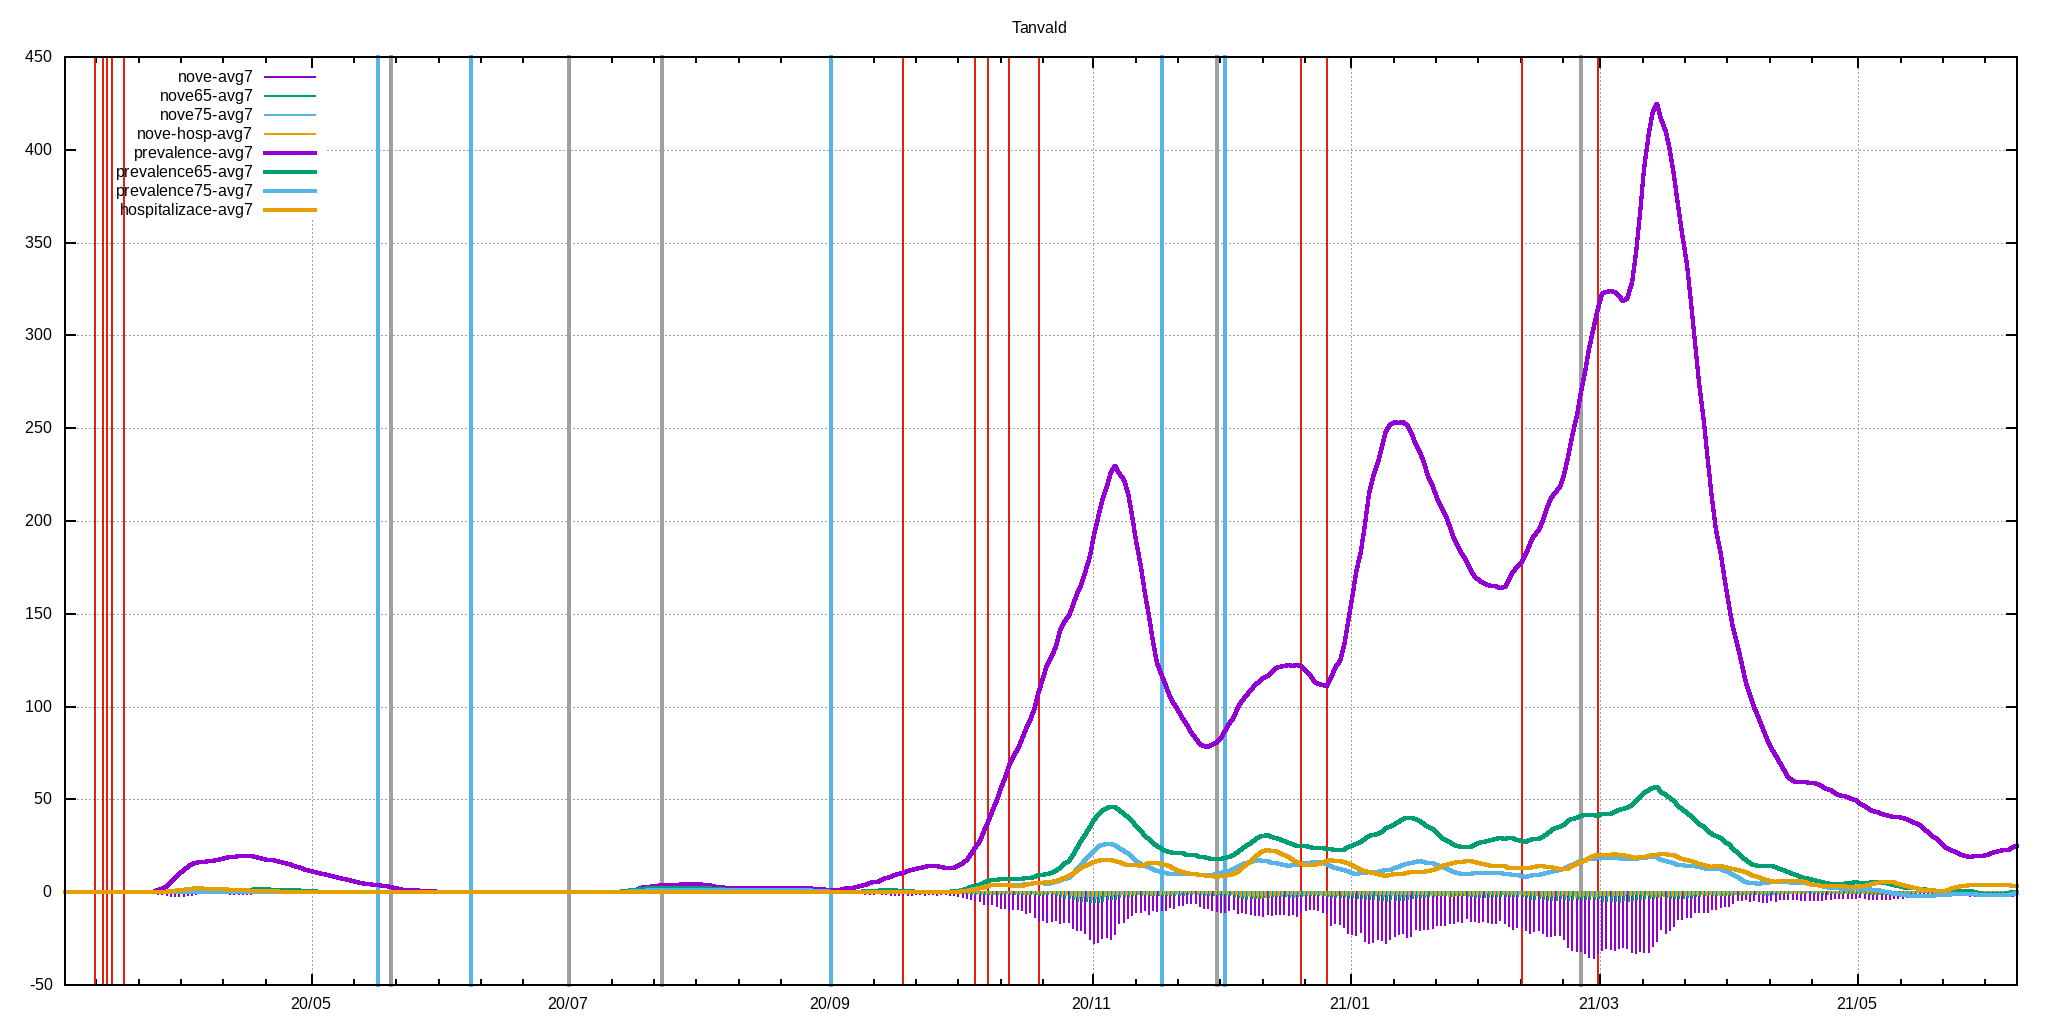 Tanvald
450
400
350
300
250
200
150
100
50
0
-50
nove-avg7
nove65-avg7
nove75-avg7
nove-hosp-avg7
prevalence-avg7
prevalence65-avg7
prevalence75-avg7
hospitalizace-avg7
20/05 20/07 20/09 20/11 21/01 21/03 21/05